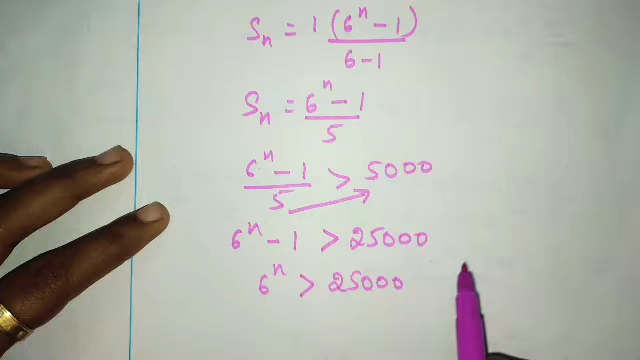 Sₙ = 1 (6ⁿ - 1) / 6 - 1
Sₙ = 6ⁿ - 1 / 5
6ⁿ - 1 / 5 > 5000
6ⁿ - 1 > 25000
6ⁿ > 25000